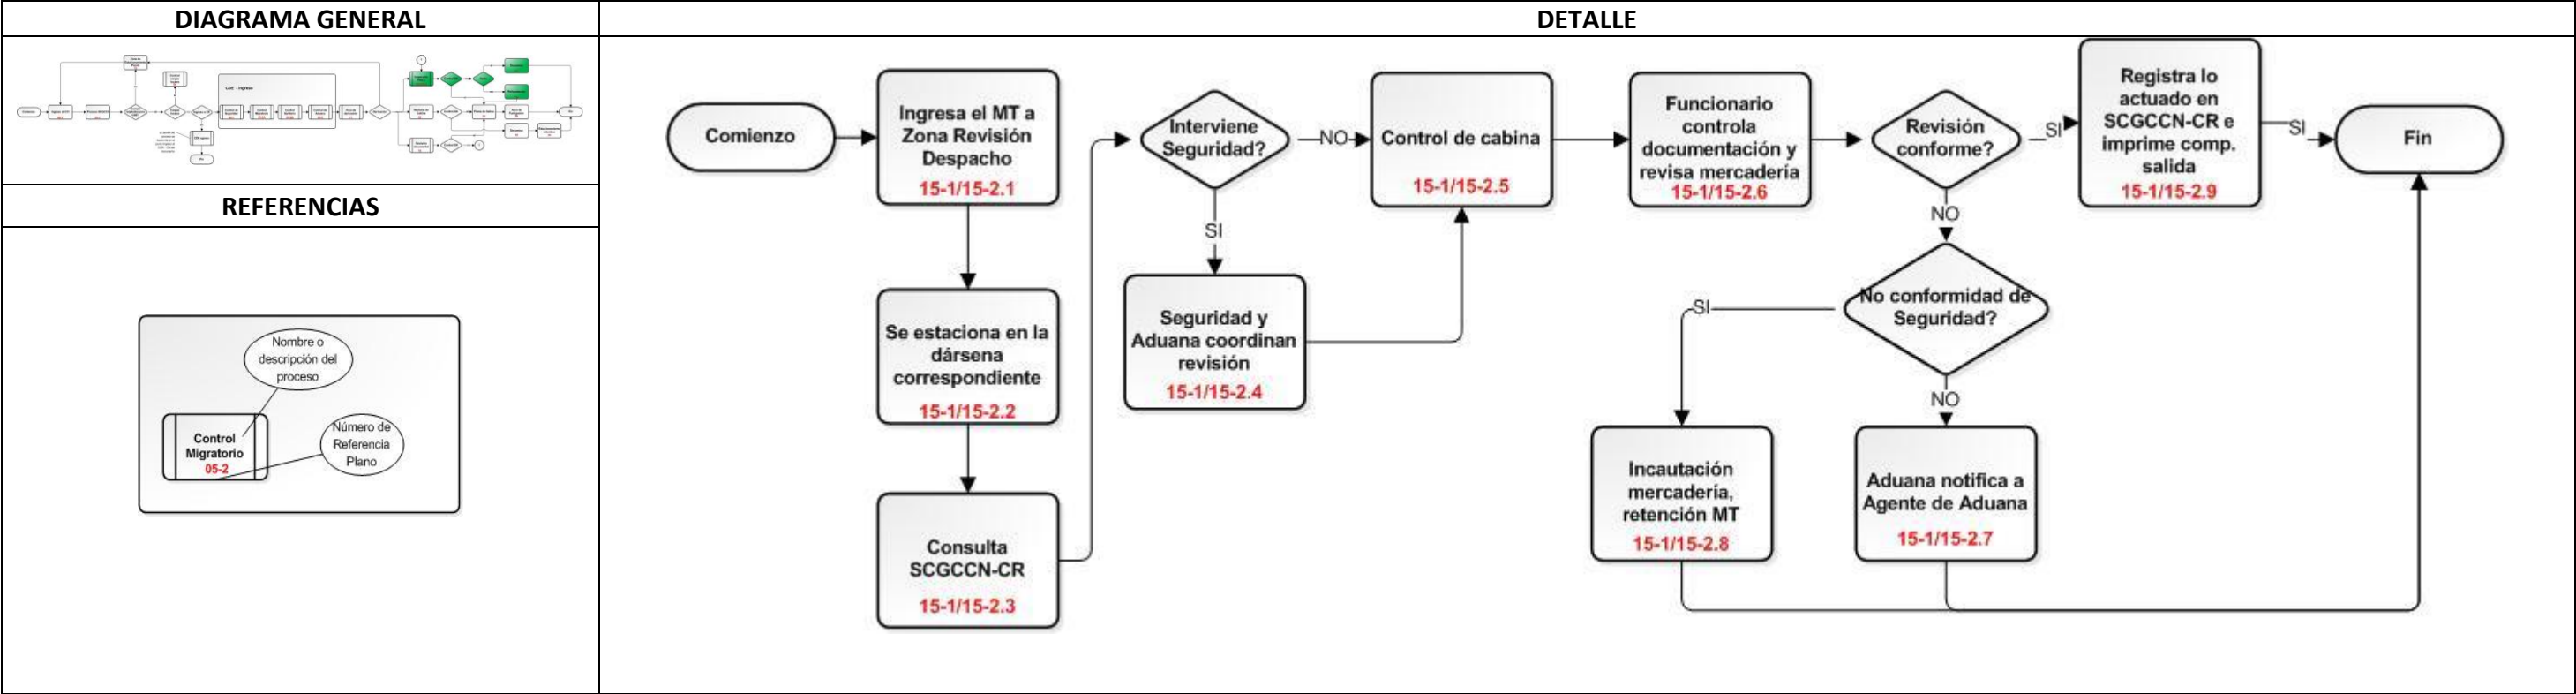 DIAGRAMA GENERAL
REFERENCIAS
Nombre o
descripción del
proceso
Control
Migratorio
05-2
Número de
Referencia
Plano
DETALLE
Comienzo
Ingresa el MT a
Zona Revisión
Despacho
15-1/15-2.1
Se estaciona en la
dársena
correspondiente
15-1/15-2.2
Consulta
SCGCCN-CR
15-1/15-2.3
Interviene
Seguridad?
NO
SI
Seguridad y
Aduana coordinan
revisión
15-1/15-2.4
Control de cabina
15-1/15-2.5
Funcionario
controla
documentación y
revisa mercadería
15-1/15-2.6
Revisión
conforme?
SI
NO
Registra lo
actuado en
SCGCCN-CR e
imprime comp.
salida
15-1/15-2.9
SI
Fin
No conformidad de
Seguridad?
SI
NO
Incautación
mercadería,
retención MT
15-1/15-2.8
Aduana notifica a
Agente de Aduana
15-1/15-2.7